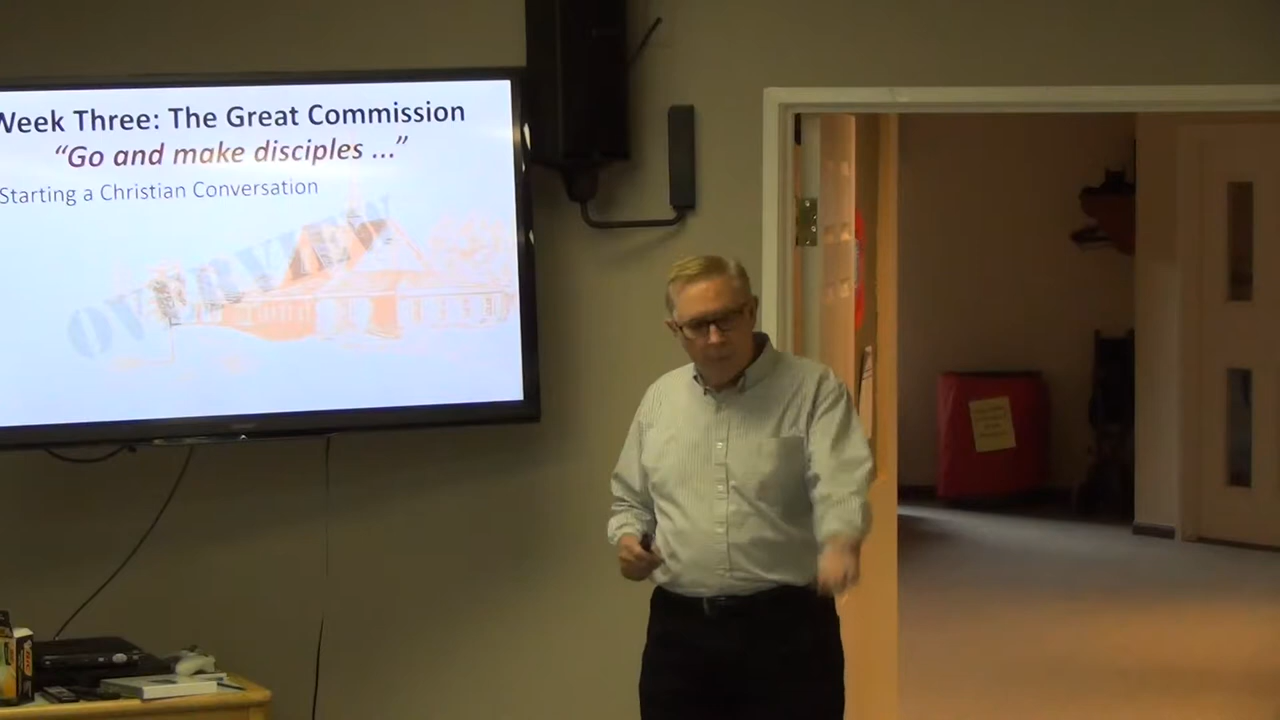 Week Three: The Great Commission
“Go and make disciples ...”
Starting a Christian Conversation
OVERVIEW